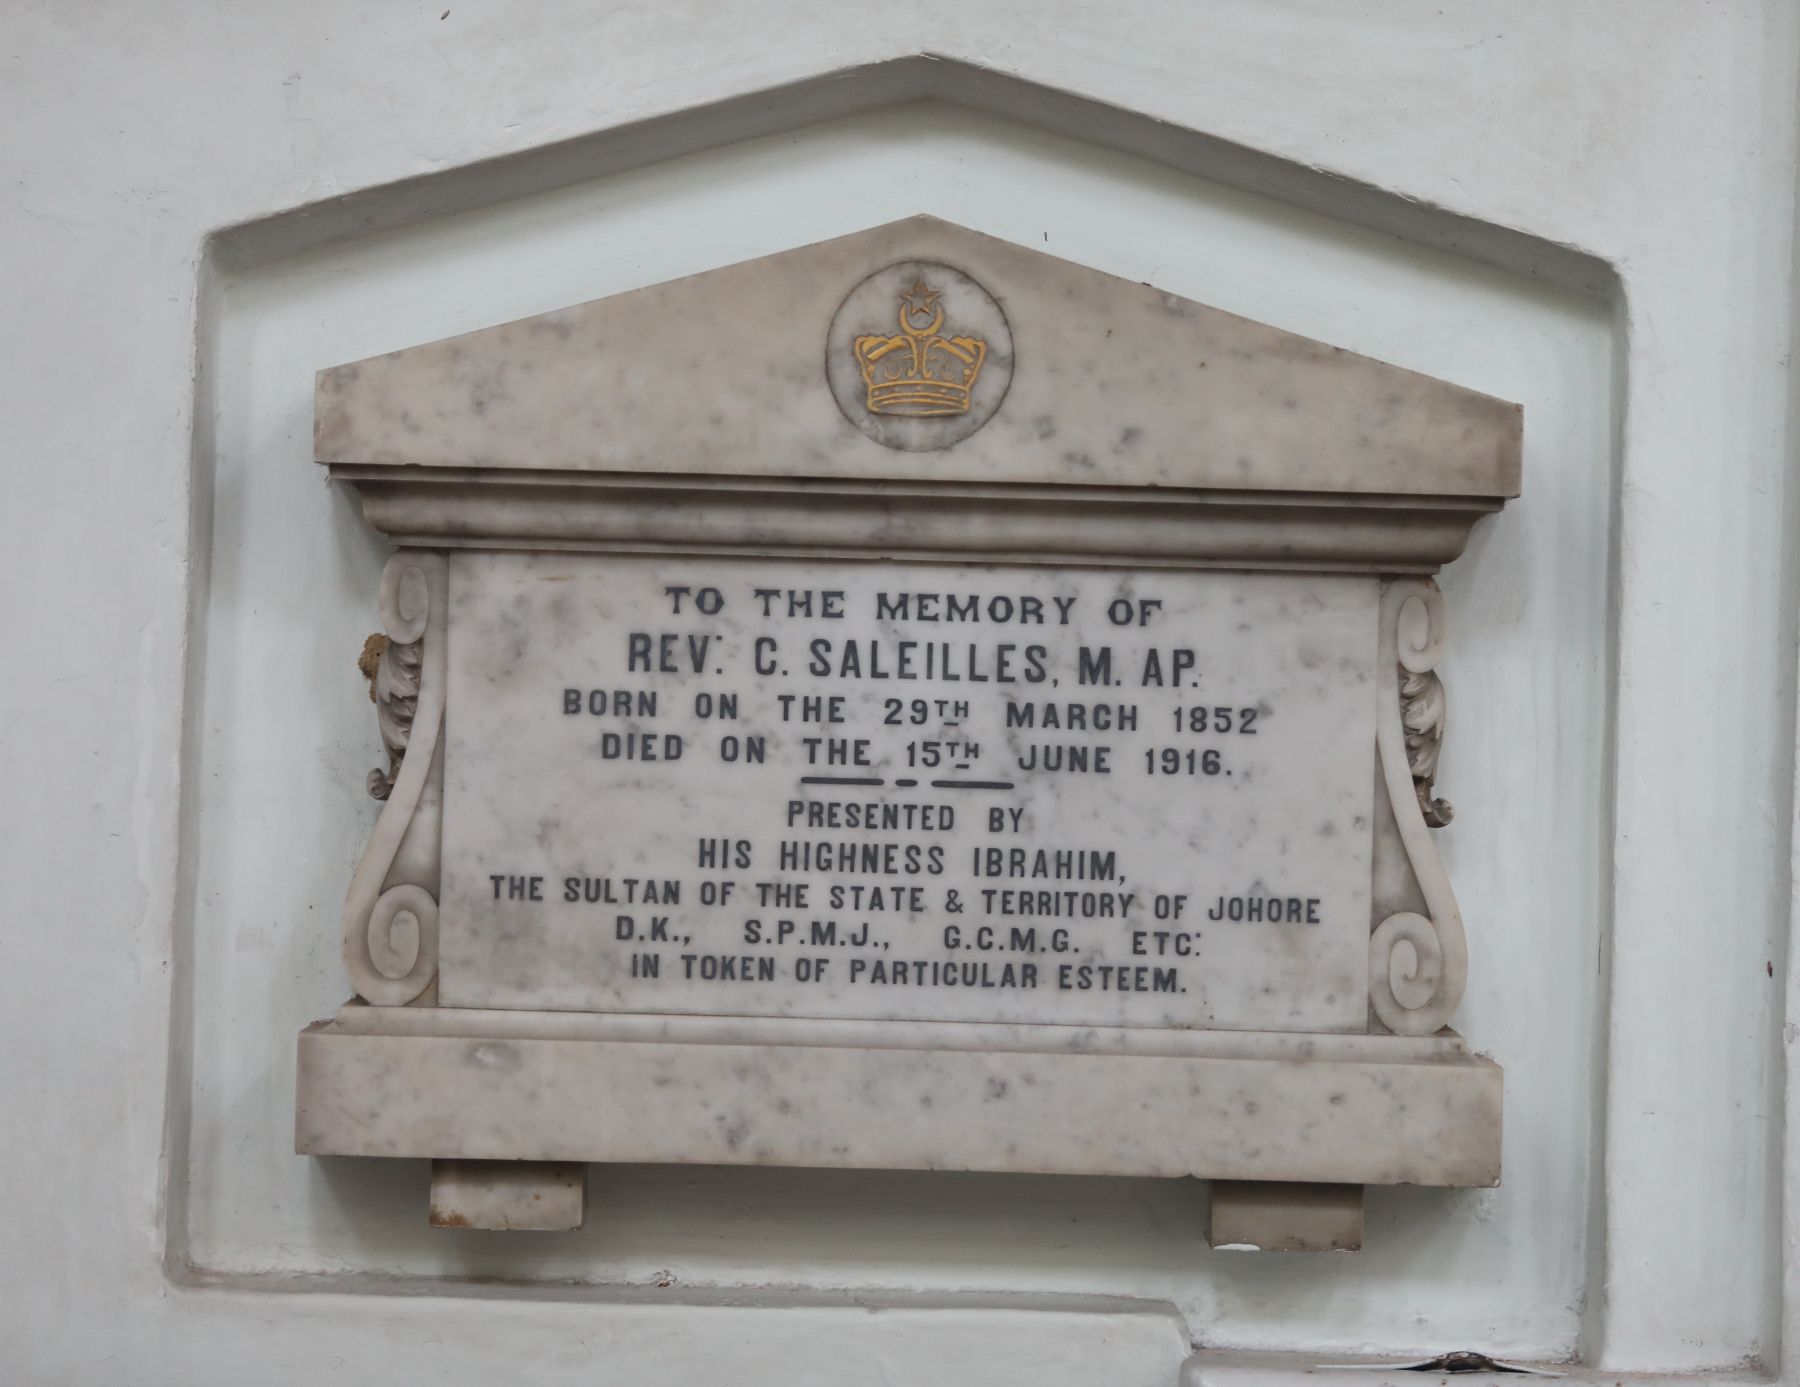 TO THE MEMORY OF
REV: C. SALEILLES, M. AP.
BORN ON THE 29TH MARCH 1852
DIED ON THE 15TH JUNE 1916.
PRESENTED BY
HIS HIGHNESS IBRAHIM,
THE SULTAN OF THE STATE & TERRITORY OF JOHORE
D.K., S.P.M.J., G.C.M.G. ETC:
IN TOKEN OF PARTICULAR ESTEEM.